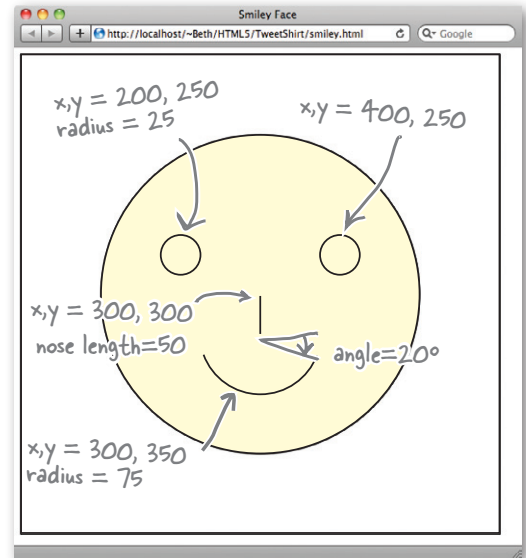 Smiley Face
http://localhost/~Beth/HTML5/TweetShirt/smiley.html
Google
x,y = 200, 250
radius = 25
x,y = 400, 250
x,y = 300, 300
nose length=50
angle=20°
x,y = 300, 350
radius = 75